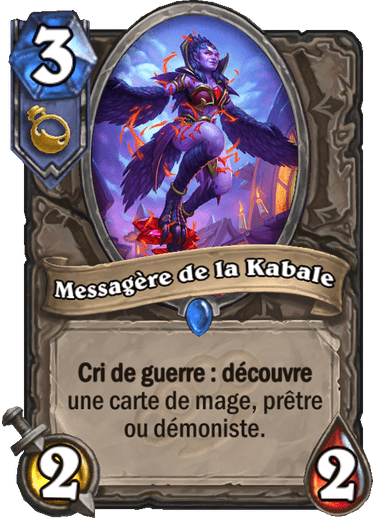 3
Messagère de la Kabale
Cri de guerre : découvre
une carte de mage, prêtre
ou démoniste.
2
2